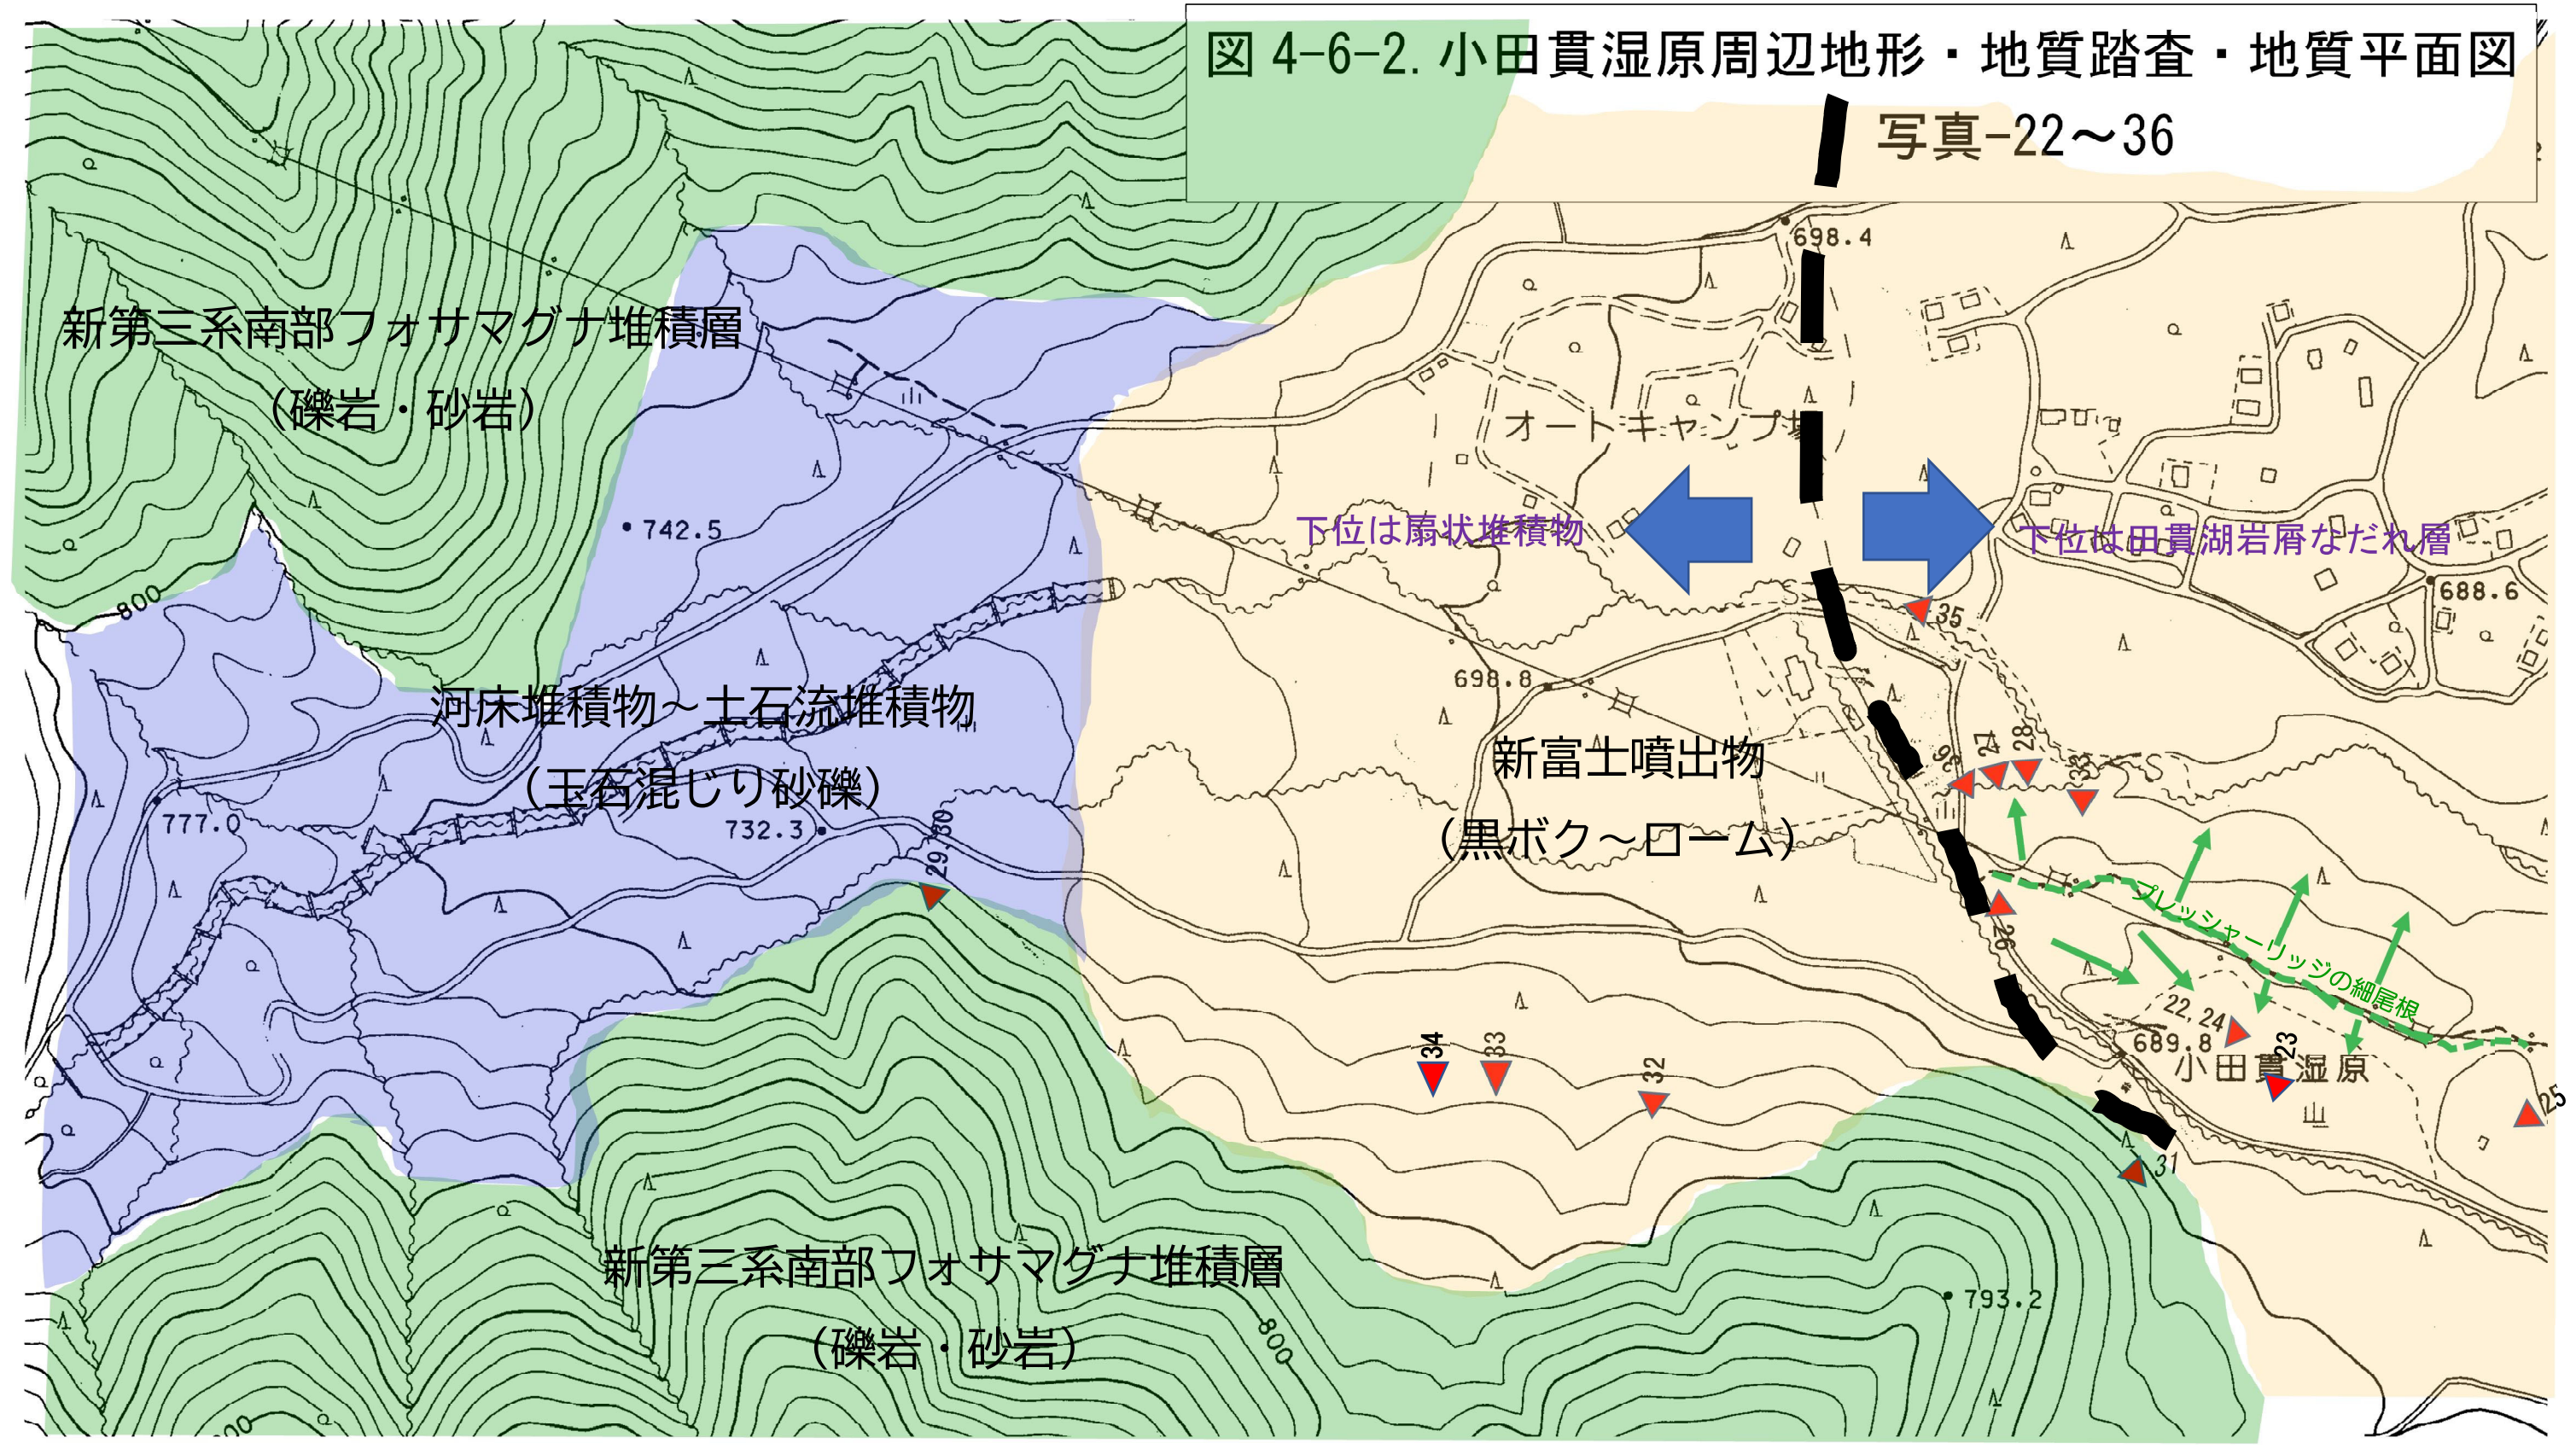 図 4-6-2. 小田貫湿原周辺地形・地質踏査・地質平面図
写真-22～36
698.4
新第三系南部フォサマグナ堆積層
（礫岩・砂岩）
オートキャンプ場
742.5
下位は扇状堆積物
下位は田貫湖岩屑なだれ層
688.6
800
35
698.8
河床堆積物～土石流堆積物
（玉石混じり砂礫）
新富士噴出物
（黒ボク～ローム）
36
27
28
33
777.0
732.3
29,30
プレッシャーリッジの細尾根
26
22,24
689.8
小田貫湿原
23
34
33
32
25
31
新第三系南部フォサマグナ堆積層
（礫岩・砂岩）
800
793.2